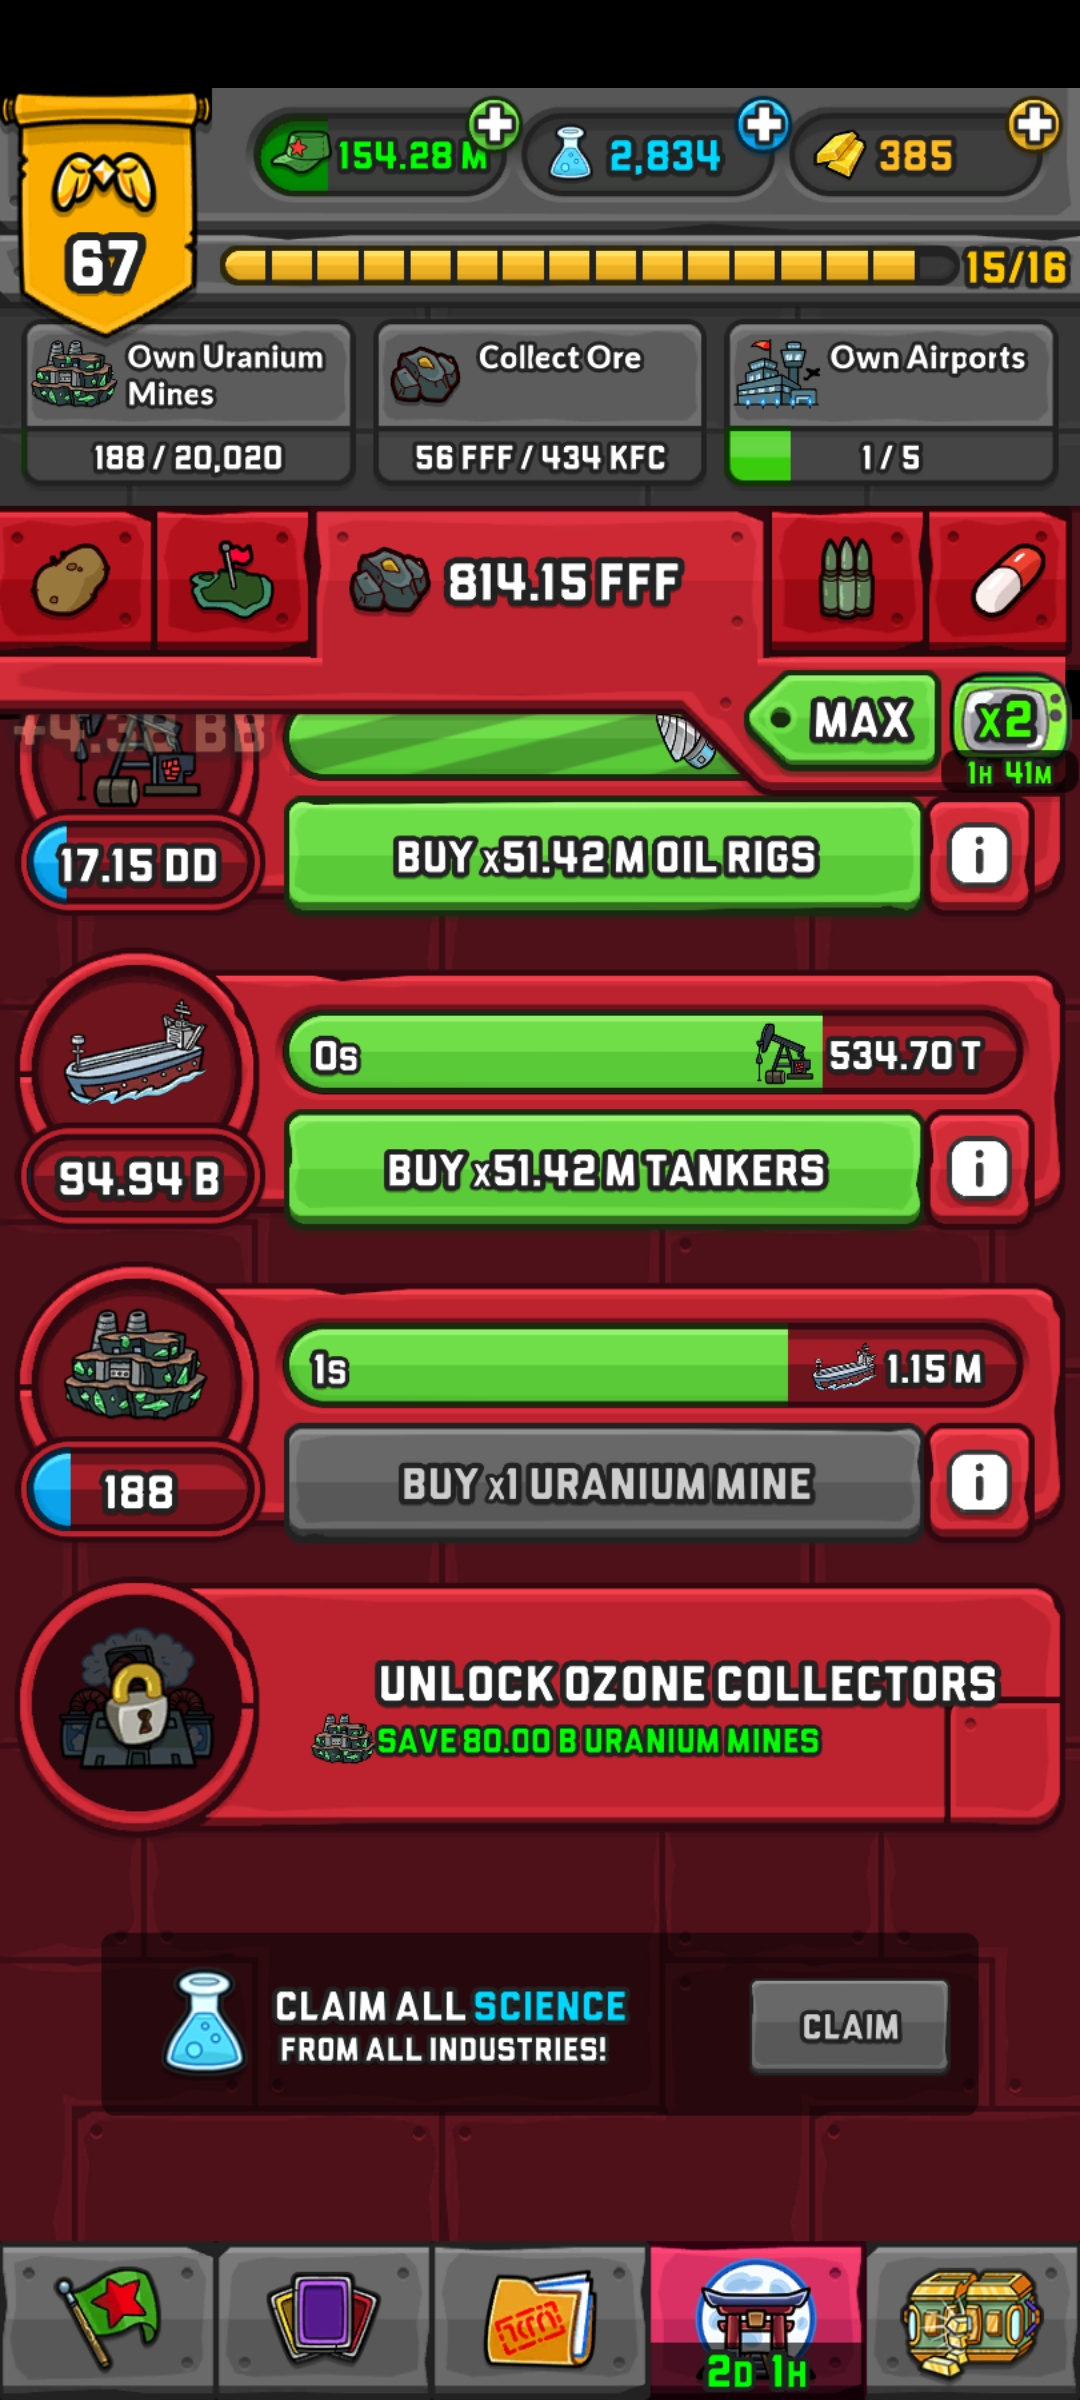 154.28 M
2,834
385
67
15/16
Own Uranium
Mines
188 / 20,020
Collect Ore
56 FFF / 434 KFC
Own Airports
1 / 5
814.15 FFF
MAX
x2
1H 41M
17.15 DD
BUY x51.42 M OIL RIGS
i
0s
534.70 T
94.94 B
BUY x51.42 M TANKERS
i
1s
1.15 M
188
BUY x1 URANIUM MINE
i
UNLOCK OZONE COLLECTORS
SAVE 80.00 B URANIUM MINES
CLAIM ALL SCIENCE
FROM ALL INDUSTRIES!
CLAIM
2D 1H